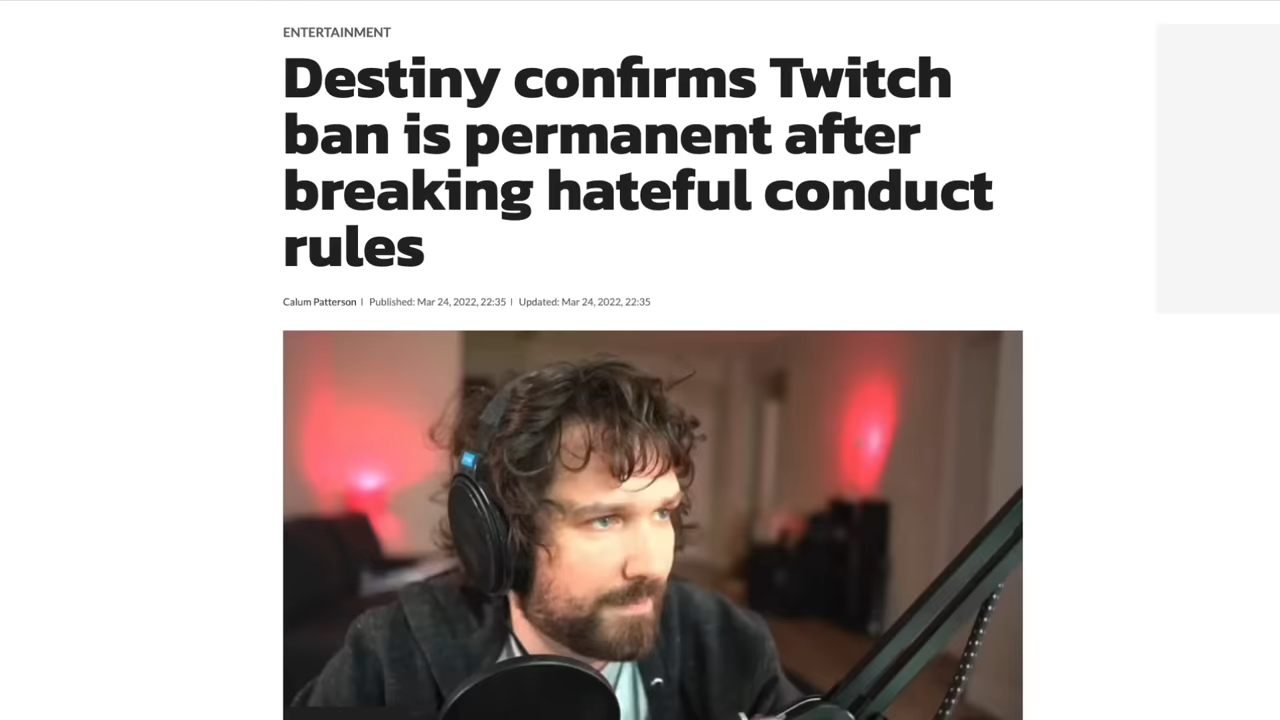 ENTERTAINMENT
Destiny confirms Twitch
ban is permanent after
breaking hateful conduct
rules
Calum Patterson | Published: Mar 24, 2022, 22:35 | Updated: Mar 24, 2022, 22:35